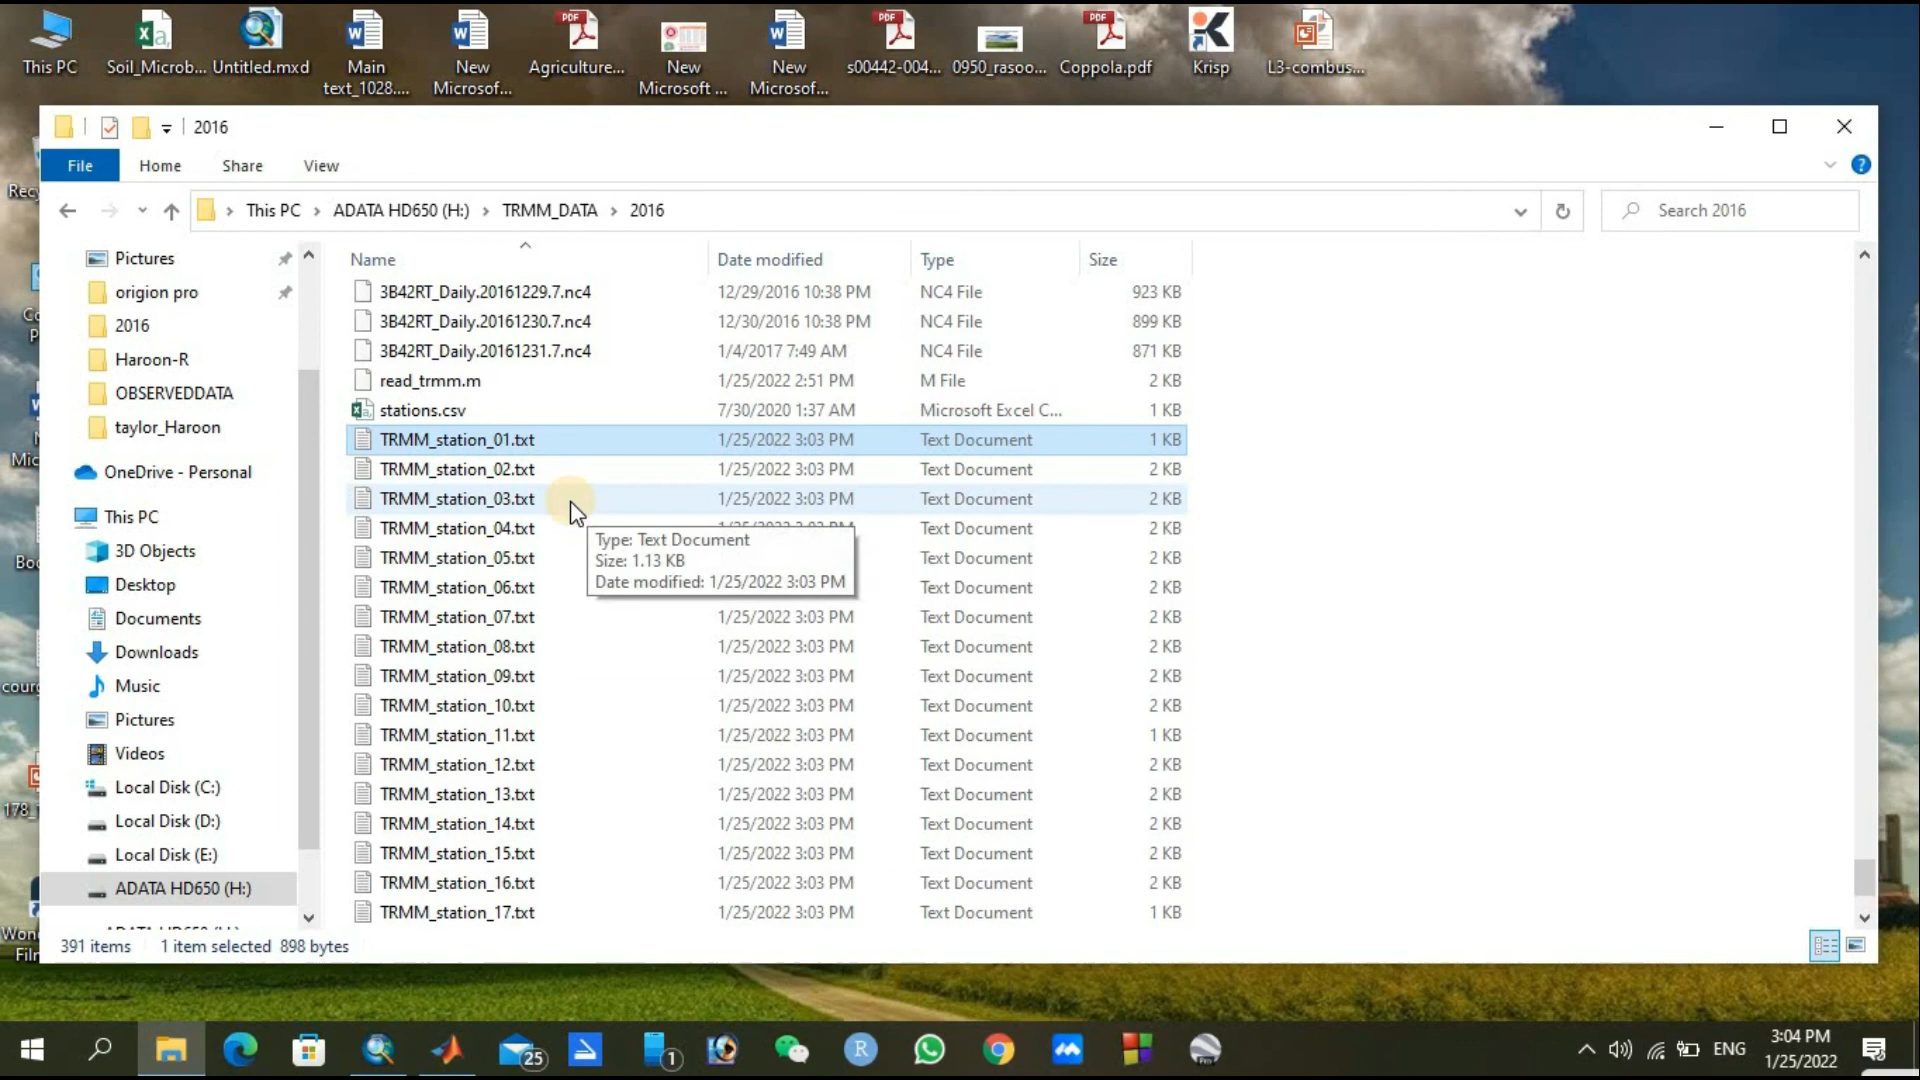 This PC
Soil_Microb...
Untitled.mxd
Main
text_1028....
New
Microsof...
Agriculture...
New
Microsoft ...
New
Microsof...
s00442-004...
0950_rasoo...
Coppola.pdf
Krisp
L3-combus...
2016
File Home Share View
This PC › ADATA HD650 (H:) › TRMM_DATA › 2016
Search 2016
Pictures
origion pro
2016
Haroon-R
OBSERVEDDATA
taylor_Haroon
OneDrive - Personal
This PC
3D Objects
Desktop
Documents
Downloads
Music
Pictures
Videos
Local Disk (C:)
Local Disk (D:)
Local Disk (E:)
ADATA HD650 (H:)
Name Date modified Type Size
3B42RT_Daily.20161229.7.nc4 12/29/2016 10:38 PM NC4 File 923 KB
3B42RT_Daily.20161230.7.nc4 12/30/2016 10:38 PM NC4 File 899 KB
3B42RT_Daily.20161231.7.nc4 1/4/2017 7:49 AM NC4 File 871 KB
read_trmm.m 1/25/2022 2:51 PM M File 2 KB
stations.csv 7/30/2020 1:37 AM Microsoft Excel C... 1 KB
TRMM_station_01.txt 1/25/2022 3:03 PM Text Document 1 KB
TRMM_station_02.txt 1/25/2022 3:03 PM Text Document 2 KB
TRMM_station_03.txt 1/25/2022 3:03 PM Text Document 2 KB
TRMM_station_04.txt 1/25/2022 3:03 PM Text Document 2 KB
TRMM_station_05.txt Text Document 2 KB
TRMM_station_06.txt Text Document 2 KB
Type: Text Document
Size: 1.13 KB
Date modified: 1/25/2022 3:03 PM
TRMM_station_07.txt 1/25/2022 3:03 PM Text Document 2 KB
TRMM_station_08.txt 1/25/2022 3:03 PM Text Document 2 KB
TRMM_station_09.txt 1/25/2022 3:03 PM Text Document 2 KB
TRMM_station_10.txt 1/25/2022 3:03 PM Text Document 2 KB
TRMM_station_11.txt 1/25/2022 3:03 PM Text Document 1 KB
TRMM_station_12.txt 1/25/2022 3:03 PM Text Document 2 KB
TRMM_station_13.txt 1/25/2022 3:03 PM Text Document 2 KB
TRMM_station_14.txt 1/25/2022 3:03 PM Text Document 2 KB
TRMM_station_15.txt 1/25/2022 3:03 PM Text Document 2 KB
TRMM_station_16.txt 1/25/2022 3:03 PM Text Document 2 KB
TRMM_station_17.txt 1/25/2022 3:03 PM Text Document 1 KB
391 items 1 item selected 898 bytes
25
1
ENG
3:04 PM
1/25/2022